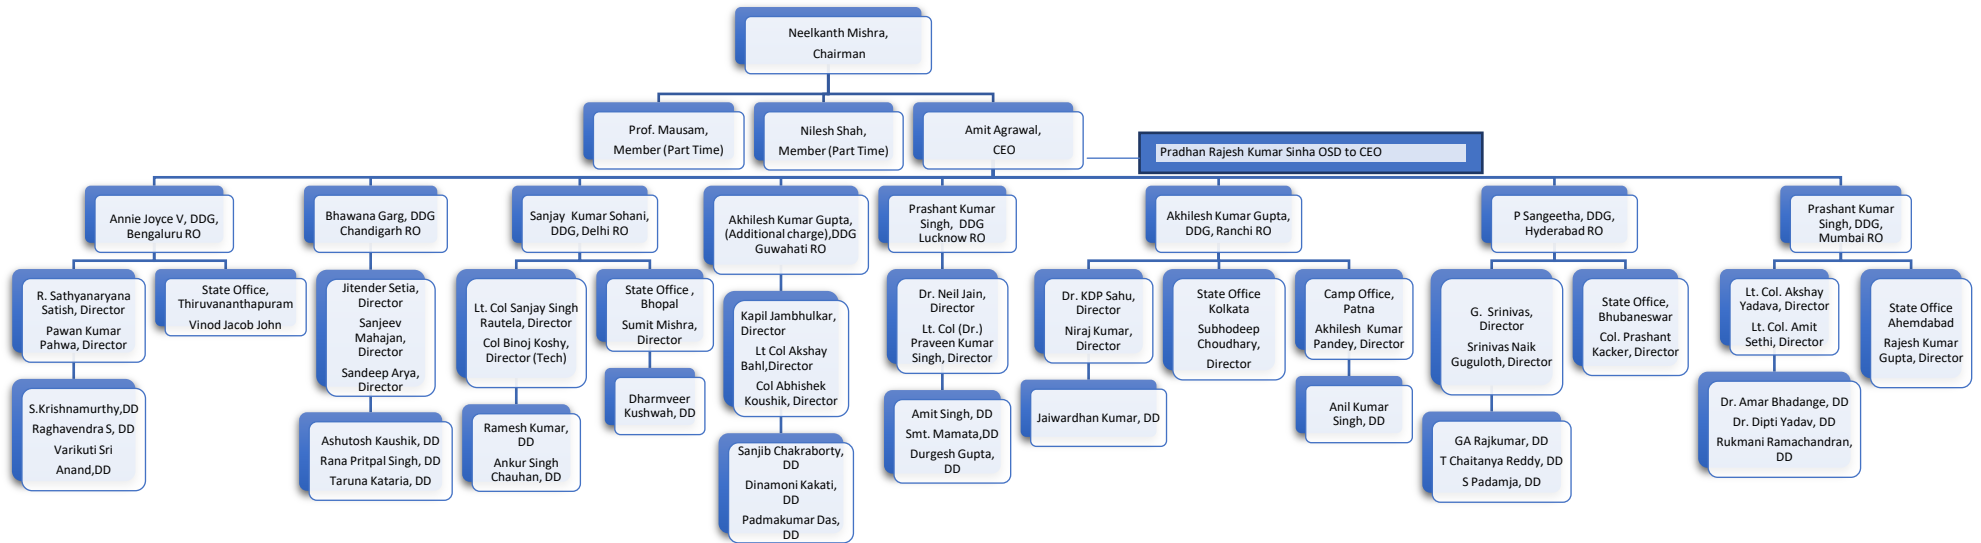 Neelkanth Mishra,
Chairman
Prof. Mausam,
Member (Part Time)
Nilesh Shah,
Member (Part Time)
Amit Agrawal,
CEO
Pradhan Rajesh Kumar Sinha OSD to CEO
Annie Joyce V, DDG,
Bengaluru RO
Bhawana Garg, DDG
Chandigarh RO
Sanjay Kumar Sohani,
DDG, Delhi RO
Akhilesh Kumar Gupta,
(Additional charge),DDG
Guwahati RO
Prashant Kumar
Singh, DDG
Lucknow RO
Akhilesh Kumar Gupta,
DDG, Ranchi RO
P Sangeetha, DDG,
Hyderabad RO
Prashant Kumar
Singh, DDG,
Mumbai RO
R. Sathyanaryana
Satish, Director
Pawan Kumar
Pahwa, Director
State Office,
Thiruvananthapuram
Vinod Jacob John
Jitender Setia,
Director
Sanjeev
Mahajan,
Director
Sandeep Arya,
Director
Lt. Col Sanjay Singh
Rautela, Director
Col Binoj Koshy,
Director (Tech)
State Office ,
Bhopal
Sumit Mishra,
Director
Kapil Jambhulkar,
Director
Lt Col Akshay
Bahl,Director
Col Abhishek
Koushik, Director
Dr. Neil Jain,
Director
Lt. Col (Dr.)
Praveen Kumar
Singh, Director
Dr. KDP Sahu,
Director
Niraj Kumar,
Director
State Office
Kolkata
Subhodeep
Choudhary,
Director
Camp Office,
Patna
Akhilesh Kumar
Pandey, Director
G. Srinivas,
Director
Srinivas Naik
Guguloth, Director
State Office,
Bhubaneswar
Col. Prashant
Kacker, Director
Lt. Col. Akshay
Yadava, Director
Lt. Col. Amit
Sethi, Director
State Office
Ahemdabad
Rajesh Kumar
Gupta, Director
S.Krishnamurthy,DD
Raghavendra S, DD
Varikuti Sri
Anand,DD
Ashutosh Kaushik, DD
Rana Pritpal Singh, DD
Taruna Kataria, DD
Ramesh Kumar,
DD
Ankur Singh
Chauhan, DD
Dharmveer
Kushwah, DD
Sanjib Chakraborty,
DD
Dinamoni Kakati,
DD
Padmakumar Das,
DD
Amit Singh, DD
Smt. Mamata,DD
Durgesh Gupta,
DD
Jaiwardhan Kumar, DD
Anil Kumar
Singh, DD
GA Rajkumar, DD
T Chaitanya Reddy, DD
S Padamja, DD
Dr. Amar Bhadange, DD
Dr. Dipti Yadav, DD
Rukmani Ramachandran,
DD